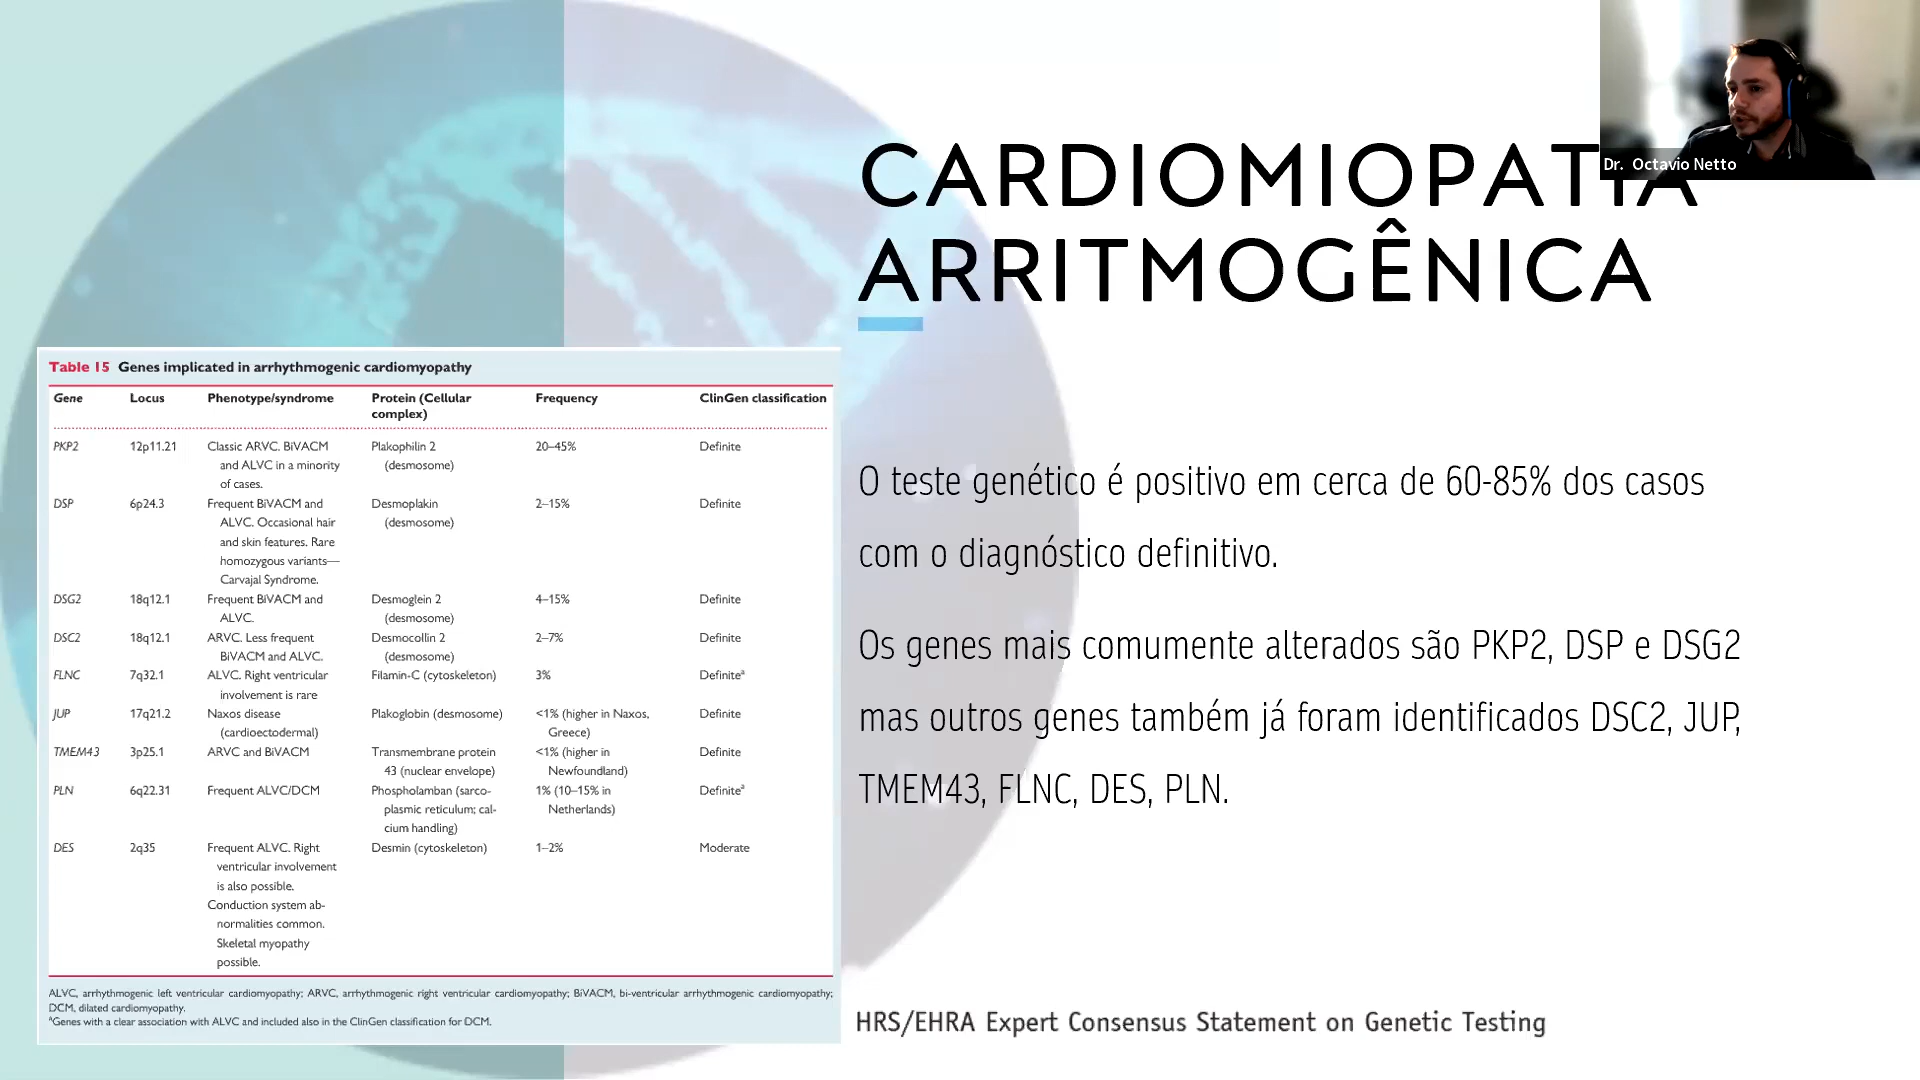 Dr. Octavio Netto
CARDIOMIOPATIA
ARRITMOGÊNICA
Table 15 Genes implicated in arrhythmogenic cardiomyopathy
Gene Locus Phenotype/syndrome Protein (Cellular complex) Frequency ClinGen classification
PKP2 12p11.21 Classic ARVC. BiVACM Plakophilin 2 20–45% Definite
and ALVC in a minority (desmosome)
of cases.
DSP 6p24.3 Frequent BiVACM and Desmoplakin 2–15% Definite
ALVC. Occasional hair (desmosome)
and skin features. Rare
homozygous variants—
Carvajal Syndrome.
DSG2 18q12.1 Frequent BiVACM and Desmoglein 2 4–15% Definite
ALVC. (desmosome)
DSC2 18q12.1 ARVC. Less frequent Desmocollin 2 2–7% Definite
BiVACM and ALVC. (desmosome)
FLNC 7q32.1 ALVC. Right ventricular Filamin-C (cytoskeleton) 3% Definiteᵃ
involvement is rare
JUP 17q21.2 Naxos disease Plakoglobin (desmosome) <1% (higher in Naxos, Definite
(cardioectodermal) Greece)
TMEM43 3p25.1 ARVC and BiVACM Transmembrane protein <1% (higher in Definite
43 (nuclear envelope) Newfoundland)
PLN 6q22.31 Frequent ALVC/DCM Phospholamban (sarco- 1% (10–15% in Definiteᵃ
plasmic reticulum; cal- Netherlands)
cium handling)
DES 2q35 Frequent ALVC. Right Desmin (cytoskeleton) 1–2% Moderate
ventricular involvement
is also possible.
Conduction system ab-
normalities common.
Skeletal myopathy
possible.
ALVC, arrhythmogenic left ventricular cardiomyopathy; ARVC, arrhythmogenic right ventricular cardiomyopathy; BiVACM, bi-ventricular arrhythmogenic cardiomyopathy;
DCM, dilated cardiomyopathy.
ᵃGenes with a clear association with ALVC and included also in the ClinGen classification for DCM.
O teste genético é positivo em cerca de 60-85% dos casos
com o diagnóstico definitivo.
Os genes mais comumente alterados são PKP2, DSP e DSG2
mas outros genes também já foram identificados DSC2, JUP,
TMEM43, FLNC, DES, PLN.
HRS/EHRA Expert Consensus Statement on Genetic Testing